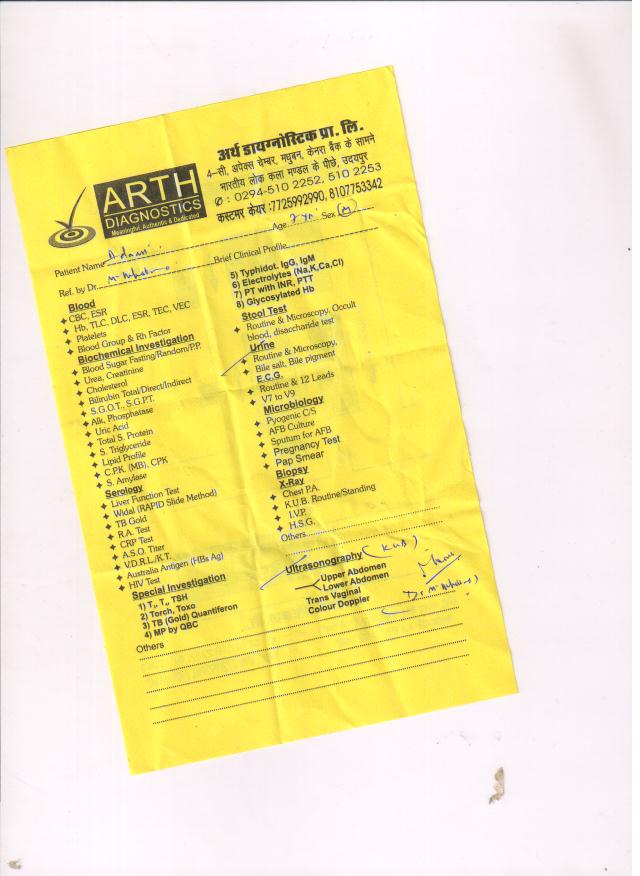 ARTH
DIAGNOSTICS
Meaningful, Authentic & Dedicated
अर्थ डायग्नोस्टिक प्रा. लि.
4-सी, अपेक्स चेम्बर, मधुबन, केनरा बैंक के सामने
भारतीय लोक कला मण्डल के पीछे, उदयपुर
✆ : 0294-510 2252, 510 2253
कस्टमर केयर :7725992990, 8107753342
Patient Name Age Sex (M)
Ref. by Dr. Brief Clinical Profile
Blood
CBC, ESR
Hb, TLC, DLC, ESR, TEC, VEC
Platelets
Blood Group & Rh Factor
Biochemical Investigation
Blood Sugar Fasting/Random/P.P.
Urea, Creatinine
Cholesterol
Bilirubin Total/Direct/Indirect
S.G.O.T., S.G.P.T.
Alk. Phosphatase
Uric Acid
Total S. Protein
S. Triglyceride
Lipid Profile
C.P.K. (MB), CPK
S. Amylase
Serology
Liver Function Test
Widal (RAPID Slide Method)
TB Gold
R.A. Test
CRP Test
A.S.O. Titer
V.D.R.L./K.T.
Australia Antigen (HBs Ag)
HIV Test
Special Investigation
1) T₃, T₄, TSH
2) Torch, Toxo
3) TB (Gold) Quantiferon
4) MP by QBC
Others
5) Typhidot. IgG, IgM
6) Electrolytes (Na,K,Ca,Cl)
7) PT with INR, PTT
8) Glycosylated Hb
Stool Test
Routine & Microscopy, Occult
blood, disaccharide test
Urine
Routine & Microscopy,
Bile salt, Bile pigment
E.C.G.
Routine & 12 Leads
V7 to V9
Microbiology
Pyogenic C/S
AFB Culture
Sputum for AFB
Pregnancy Test
Pap Smear
Biopsy
X-Ray
Chest P.A.
K.U.B. Routine/Standing
I.V.P.
H.S.G.
Others
Ultrasonography (KUB)
Upper Abdomen
Lower Abdomen
Trans Vaginal
Colour Doppler